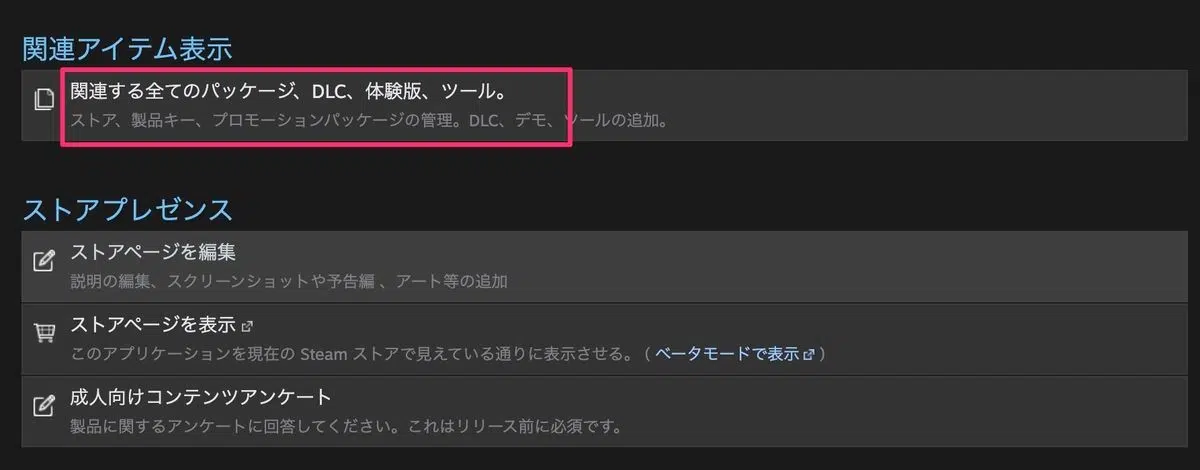 関連アイテム表示
関連する全てのパッケージ、DLC、体験版、ツール。
ストア、製品キー、プロモーションパッケージの管理。DLC、デモ、ツールの追加。
ストアプレゼンス
ストアページを編集
説明の編集、スクリーンショットや予告編 、アート等の追加
ストアページを表示
このアプリケーションを現在の Steam ストアで見えている通りに表示させる。 ( ベータモードで表示 )
成人向けコンテンツアンケート
製品に関するアンケートに回答してください。これはリリース前に必須です。